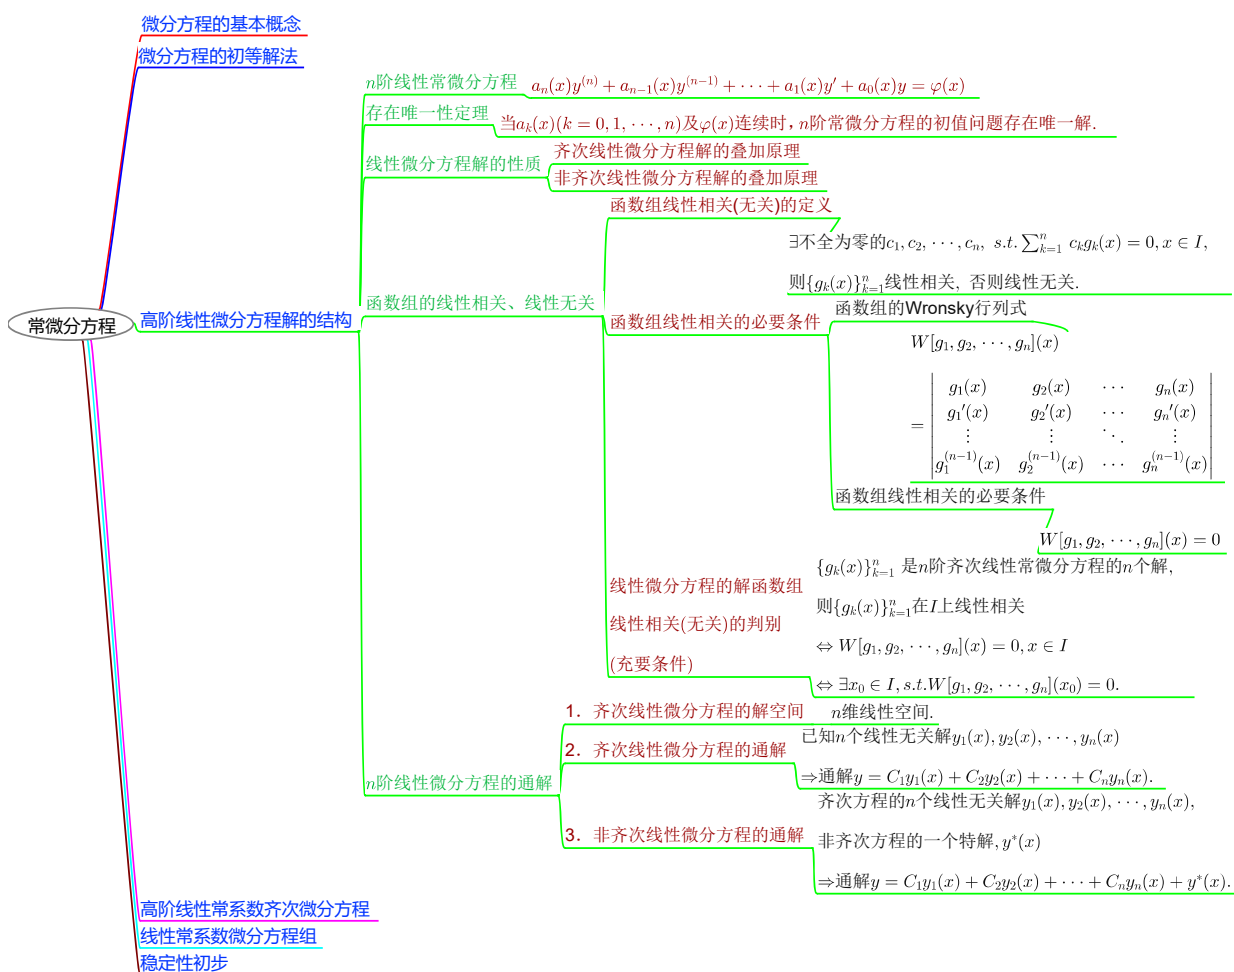 微分方程的基本概念
微分方程的初等解法
n阶线性常微分方程
a_n(x)y^{(n)} + a_{n−1}(x)y^{(n−1)} + ··· + a_1(x)y′ + a_0(x)y = φ(x)
存在唯一性定理
当a_k(x)(k = 0, 1, ···, n)及φ(x)连续时，n阶常微分方程的初值问题存在唯一解.
线性微分方程解的性质
齐次线性微分方程解的叠加原理
非齐次线性微分方程解的叠加原理
函数组线性相关(无关)的定义
∃不全为零的c_1, c_2, ···, c_n, s.t. ∑_{k=1}^n c_k g_k(x) = 0, x ∈ I,
则{g_k(x)}_{k=1}^n线性相关, 否则线性无关.
函数组的线性相关、线性无关
函数组线性相关的必要条件
函数组的Wronsky行列式
常微分方程
高阶线性微分方程解的结构
W[g_1, g_2, ···, g_n](x)
= | g_1(x) g_2(x) ··· g_n(x)
g_1′(x) g_2′(x) ··· g_n′(x)
⋮ ⋮ ⋱ ⋮
g_1^{(n−1)}(x) g_2^{(n−1)}(x) ··· g_n^{(n−1)}(x) |
函数组线性相关的必要条件
W[g_1, g_2, ···, g_n](x) = 0
线性微分方程的解函数组
线性相关(无关)的判别
(充要条件)
{g_k(x)}_{k=1}^n 是n阶齐次线性常微分方程的n个解,
则{g_k(x)}_{k=1}^n在I上线性相关
⇔ W[g_1, g_2, ···, g_n](x) = 0, x ∈ I
⇔ ∃x_0 ∈ I, s.t.W[g_1, g_2, ···, g_n](x_0) = 0.
n阶线性微分方程的通解
1. 齐次线性微分方程的解空间
n维线性空间.
2. 齐次线性微分方程的通解
已知n个线性无关解y_1(x), y_2(x), ···, y_n(x)
⇒通解y = C_1y_1(x) + C_2y_2(x) + ··· + C_ny_n(x).
3. 非齐次线性微分方程的通解
齐次方程的n个线性无关解y_1(x), y_2(x), ···, y_n(x),
非齐次方程的一个特解, y*(x)
⇒通解y = C_1y_1(x) + C_2y_2(x) + ··· + C_ny_n(x) + y*(x).
高阶线性常系数齐次微分方程
线性常系数微分方程组
稳定性初步